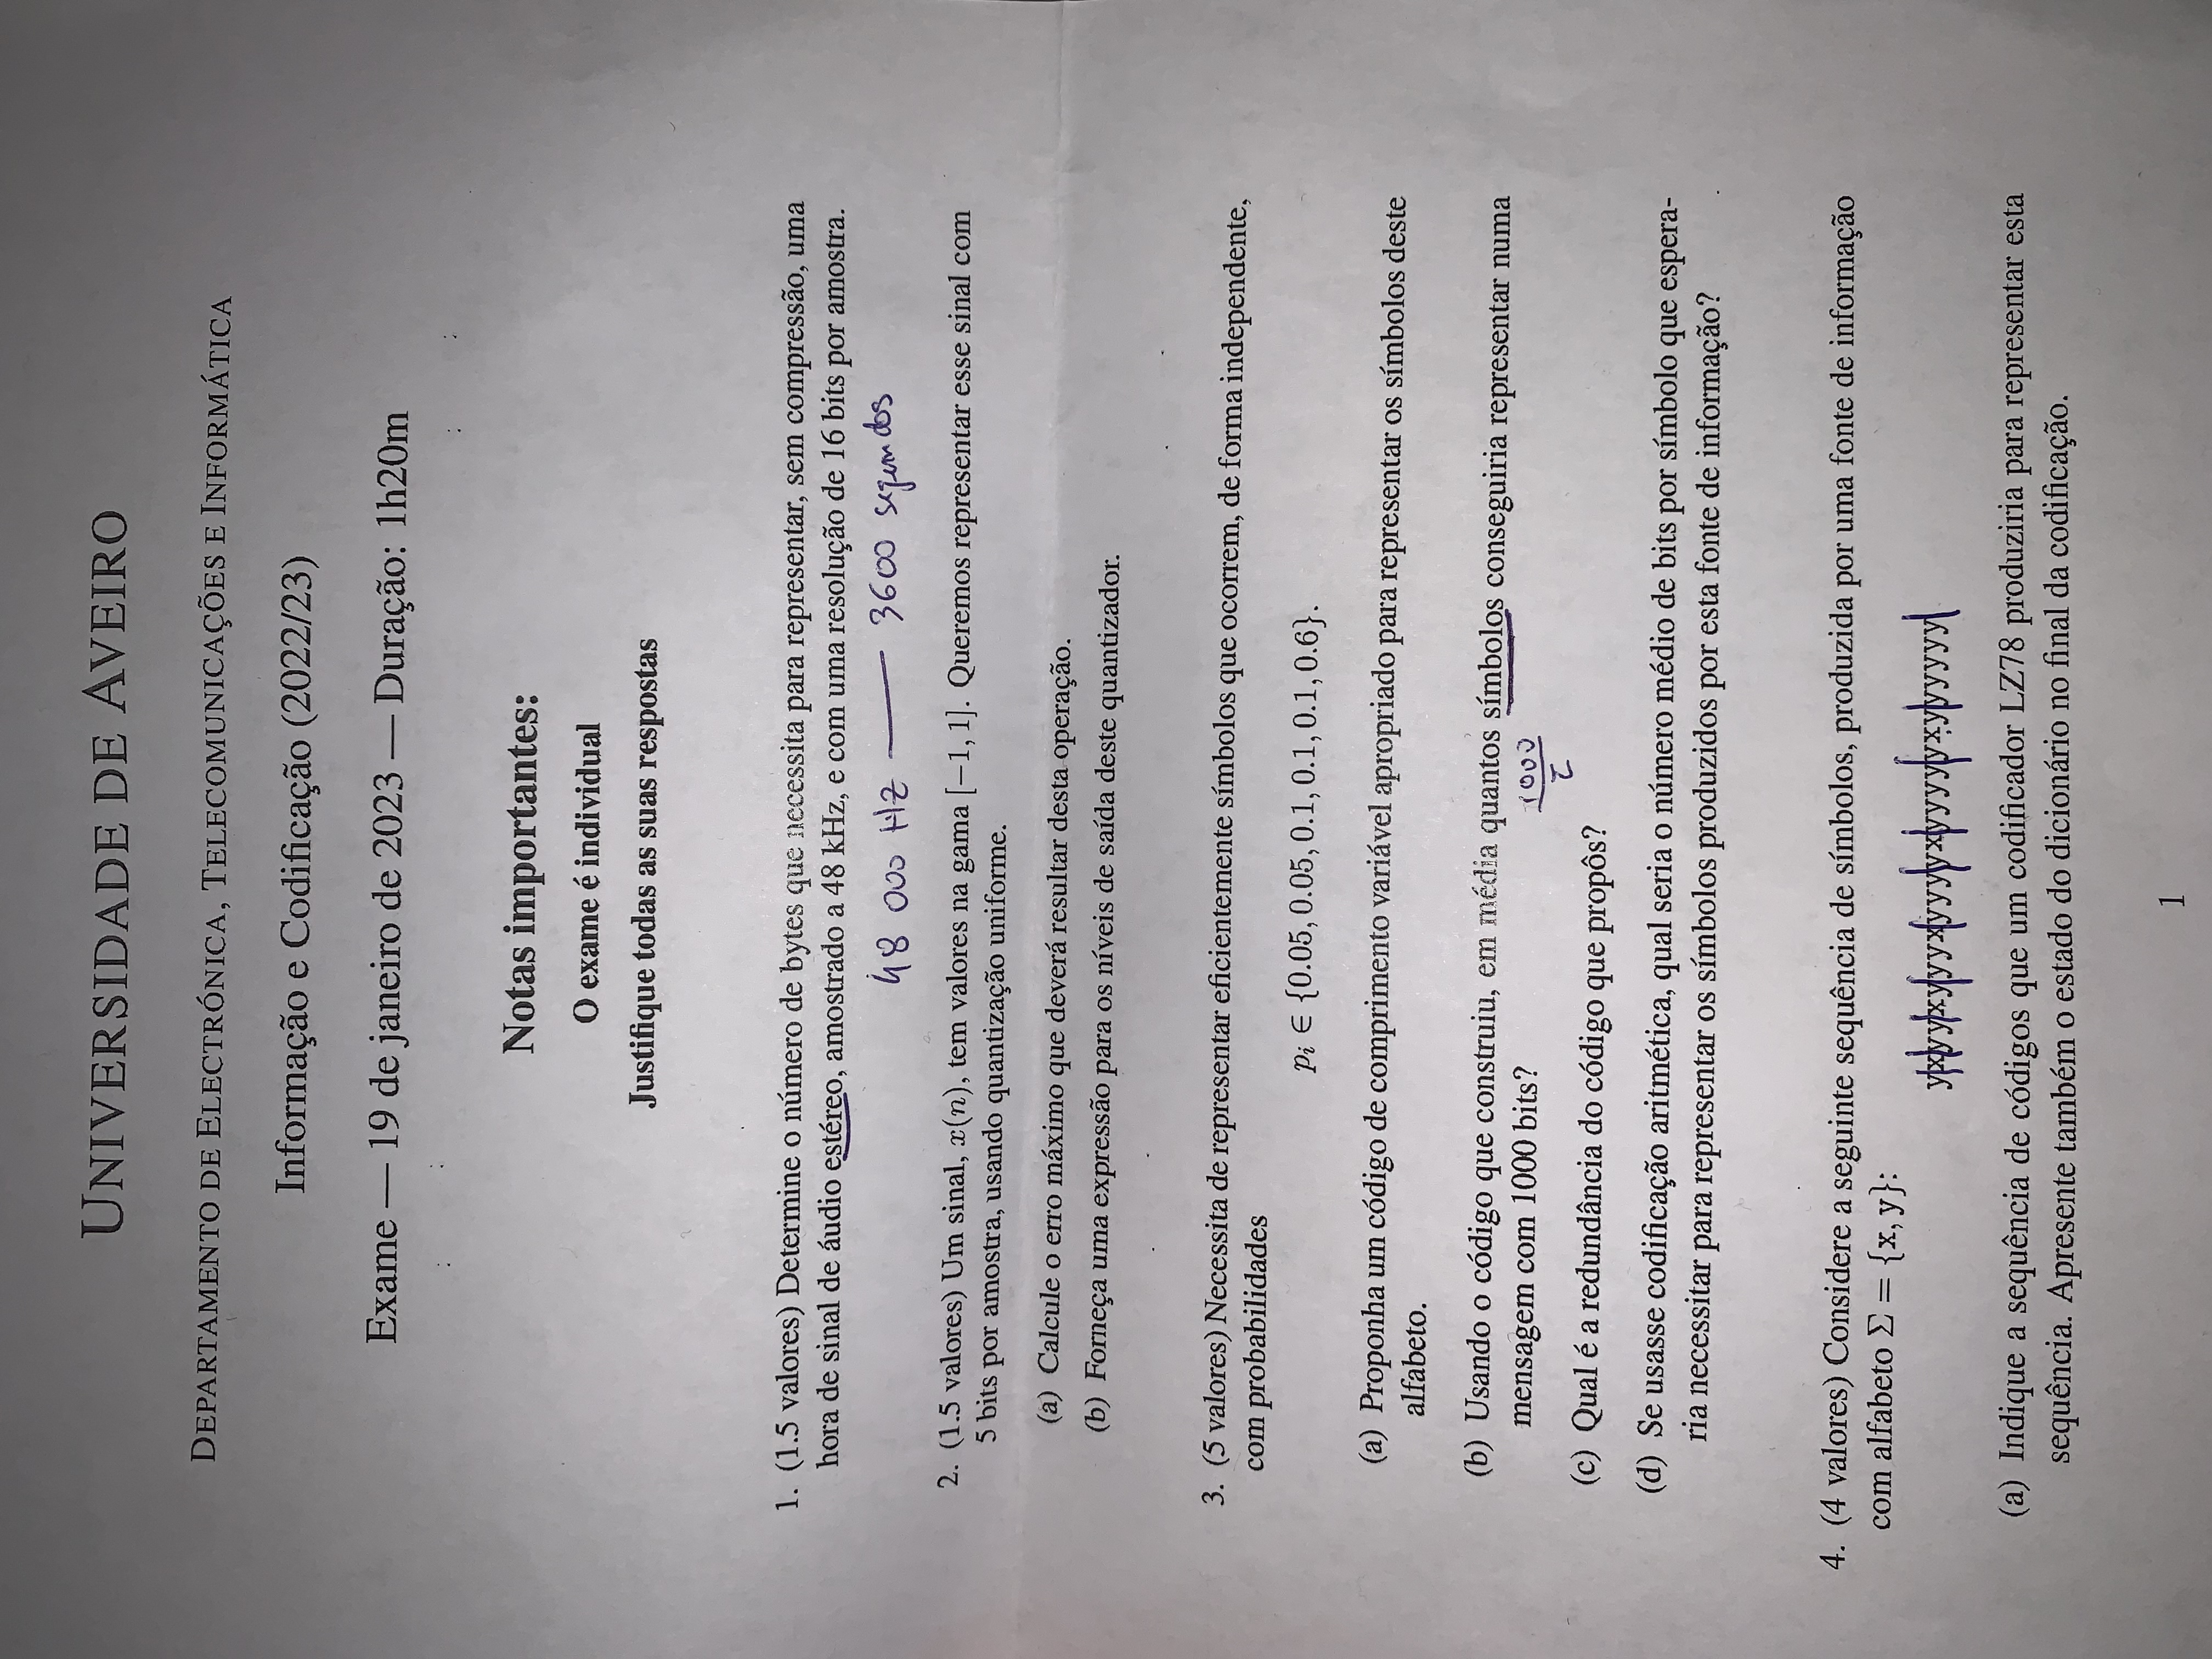 UNIVERSIDADE DE AVEIRO
DEPARTAMENTO DE ELECTRÓNICA, TELECOMUNICAÇÕES E INFORMÁTICA
Informação e Codificação (2022/23)
Exame — 19 de janeiro de 2023 — Duração: 1h20m
Notas importantes:
O exame é individual
Justifique todas as suas respostas
1. (1.5 valores) Determine o número de bytes que necessita para representar, sem compressão, uma
hora de sinal de áudio estéreo, amostrado a 48 kHz, e com uma resolução de 16 bits por amostra.
48 000 Hz — 3600 segundos
2. (1.5 valores) Um sinal, x(n), tem valores na gama [−1, 1]. Queremos representar esse sinal com
5 bits por amostra, usando quantização uniforme.
(a) Calcule o erro máximo que deverá resultar desta operação.
(b) Forneça uma expressão para os níveis de saída deste quantizador.
3. (5 valores) Necessita de representar eficientemente símbolos que ocorrem, de forma independente,
com probabilidades
pᵢ ∈ {0.05, 0.05, 0.1, 0.1, 0.1, 0.6}.
(a) Proponha um código de comprimento variável apropriado para representar os símbolos deste
alfabeto.
(b) Usando o código que construiu, em média quantos símbolos conseguiria representar numa
mensagem com 1000 bits?
1000
(c) Qual é a redundância do código que propôs?
(d) Se usasse codificação aritmética, qual seria o número médio de bits por símbolo que espera-
ria necessitar para representar os símbolos produzidos por esta fonte de informação?
4. (4 valores) Considere a seguinte sequência de símbolos, produzida por uma fonte de informação
com alfabeto Σ = {x, y}:
(a) Indique a sequência de códigos que um codificador LZ78 produziria para representar esta
sequência. Apresente também o estado do dicionário no final da codificação.
1